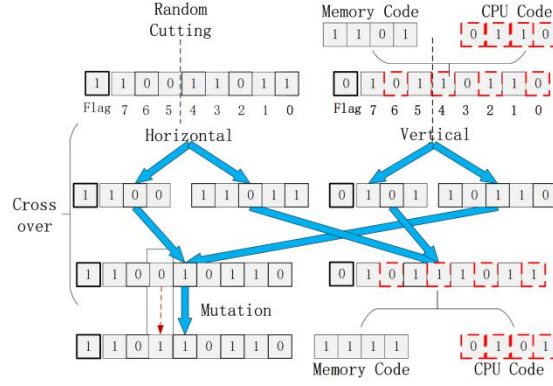 Random
Cutting
Memory Code
CPU Code
1 1 0 1
0 1 1 0
1 1 0 0 1 1 0 1 1
0 1 0 1 1 0 1 1 0
Flag 7 6 5 4 3 2 1 0
Flag 7 6 5 4 3 2 1 0
Horizontal
Vertical
1 1 0 0
1 1 0 1 1
0 1 0 1
1 0 1 1 0
Cross
over
1 1 0 0 1 0 1 1 0
0 1 0 1 1 1 0 1 1
Mutation
1 1 0 1 1 0 1 1 0
1 1 1 1
0 1 0 1
Memory Code
CPU Code